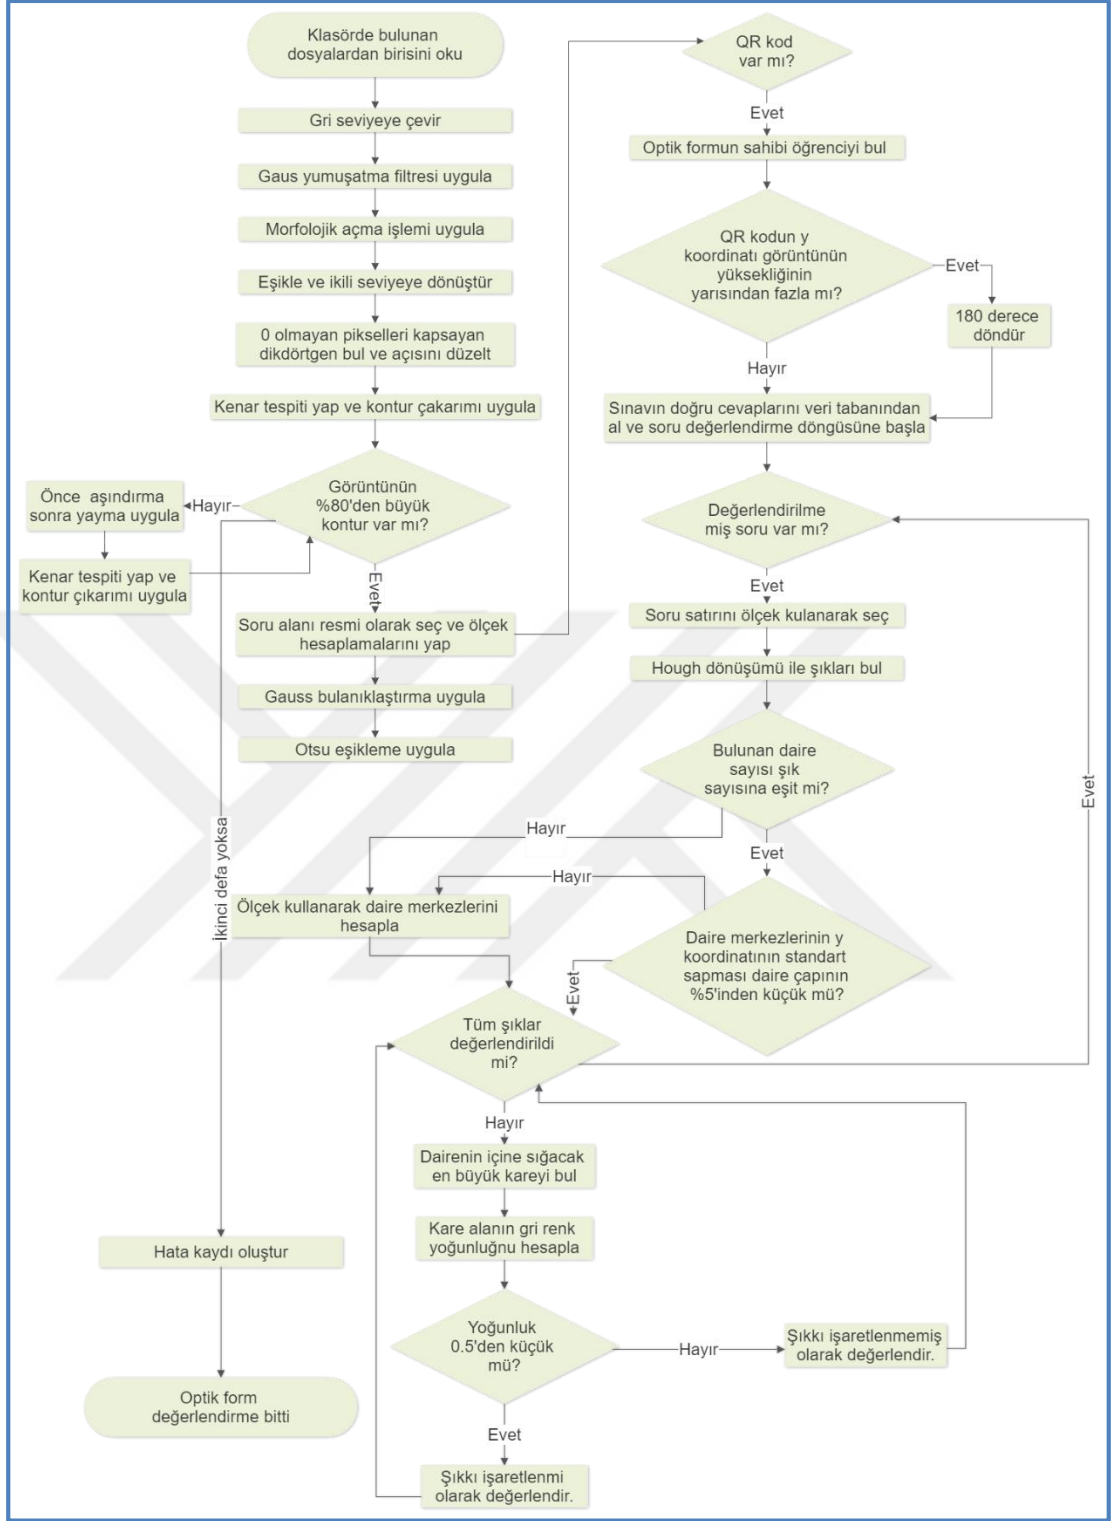 Klasörde bulunan
dosyalardan birisini oku
Gri seviyeye çevir
Gaus yumuşatma filtresi uygula
Morfolojik açma işlemi uygula
Eşikle ve ikili seviyeye dönüştür
0 olmayan pikselleri kapsayan
dikdörtgen bul ve açısını düzelt
Kenar tespiti yap ve kontur çakarımı uygula
Görüntünün
%80'den büyük
kontur var mı?
Hayır
Önce aşındırma
sonra yayma uygula
Kenar tespiti yap ve
kontur çıkarımı uygula
Evet
Soru alanı resmi olarak seç ve ölçek
hesaplamalarını yap
Gauss bulanıklaştırma uygula
Otsu eşikleme uygula
İkinci defa yoksa
Hata kaydı oluştur
Optik form
değerlendirme bitti
QR kod
var mı?
Evet
Optik formun sahibi öğrenciyi bul
QR kodun y
koordinatı görüntünün
yüksekliğinin
yarısından fazla mı?
Evet
180 derece
döndür
Hayır
Sınavın doğru cevaplarını veri tabanından
al ve soru değerlendirme döngüsüne başla
Değerlendirilme
miş soru var mı?
Evet
Soru satırını ölçek kulanarak seç
Hough dönüşümü ile şıkları bul
Bulunan daire
sayısı şık
sayısına eşit mi?
Hayır
Evet
Hayır
Ölçek kullanarak daire merkezlerini
hesapla
Daire merkezlerinin y
koordinatının standart
sapması daire çapının
%5'inden küçük mü?
Evet
Tüm şıklar
değerlendirildi
mi?
Evet
Hayır
Dairenin içine sığacak
en büyük kareyi bul
Kare alanın gri renk
yoğunluğnu hesapla
Yoğunluk
0.5'den küçük
mü?
Hayır
Şıkkı işaretlenmemiş
olarak değerlendir.
Evet
Şıkkı işaretlenmi
olarak değerlendir.